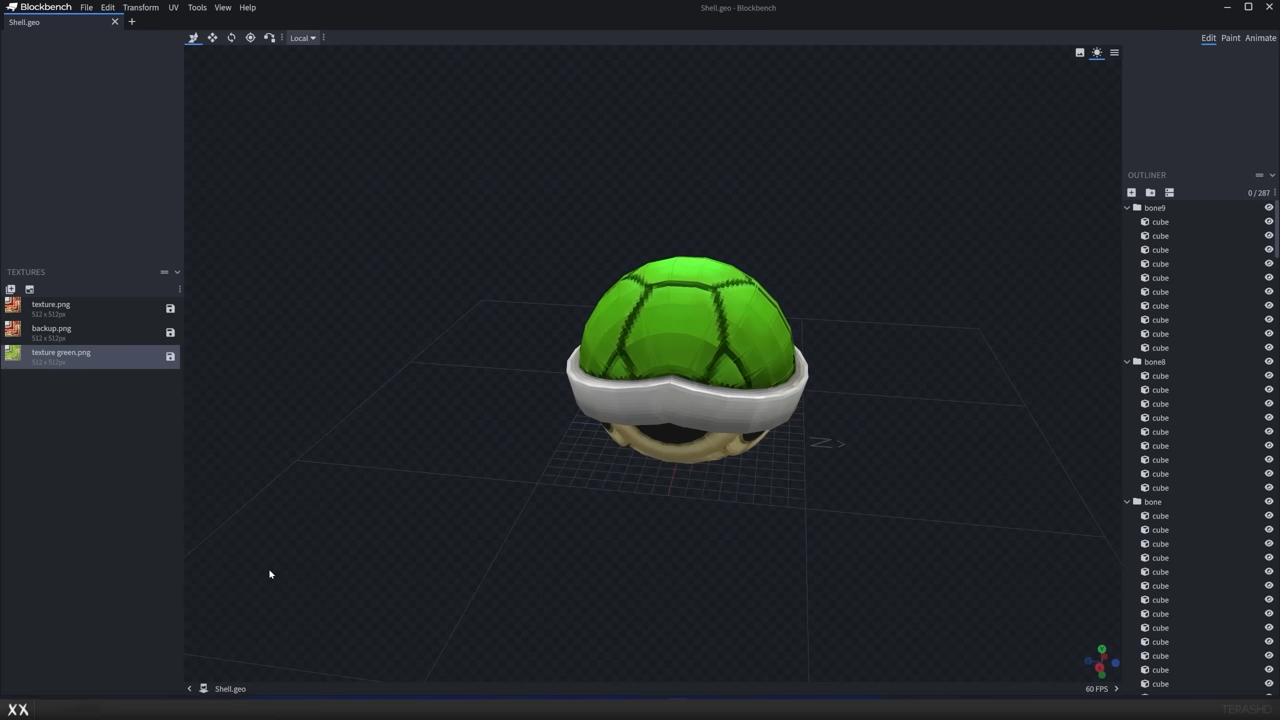 Blockbench File Edit Transform UV Tools View Help
Shell.geo - Blockbench
Shell.geo
Local
Edit Paint Animate
TEXTURES
texture.png
512 x 512px
backup.png
512 x 512px
texture green.png
512 x 512px
OUTLINER
0 / 287
bone9
cube
cube
cube
cube
cube
cube
cube
cube
cube
cube
bone8
cube
cube
cube
cube
cube
cube
cube
cube
cube
bone
cube
cube
cube
cube
cube
cube
cube
cube
cube
cube
cube
cube
cube
N
Z
Y
Shell.geo
60 FPS
XX
TERASHD